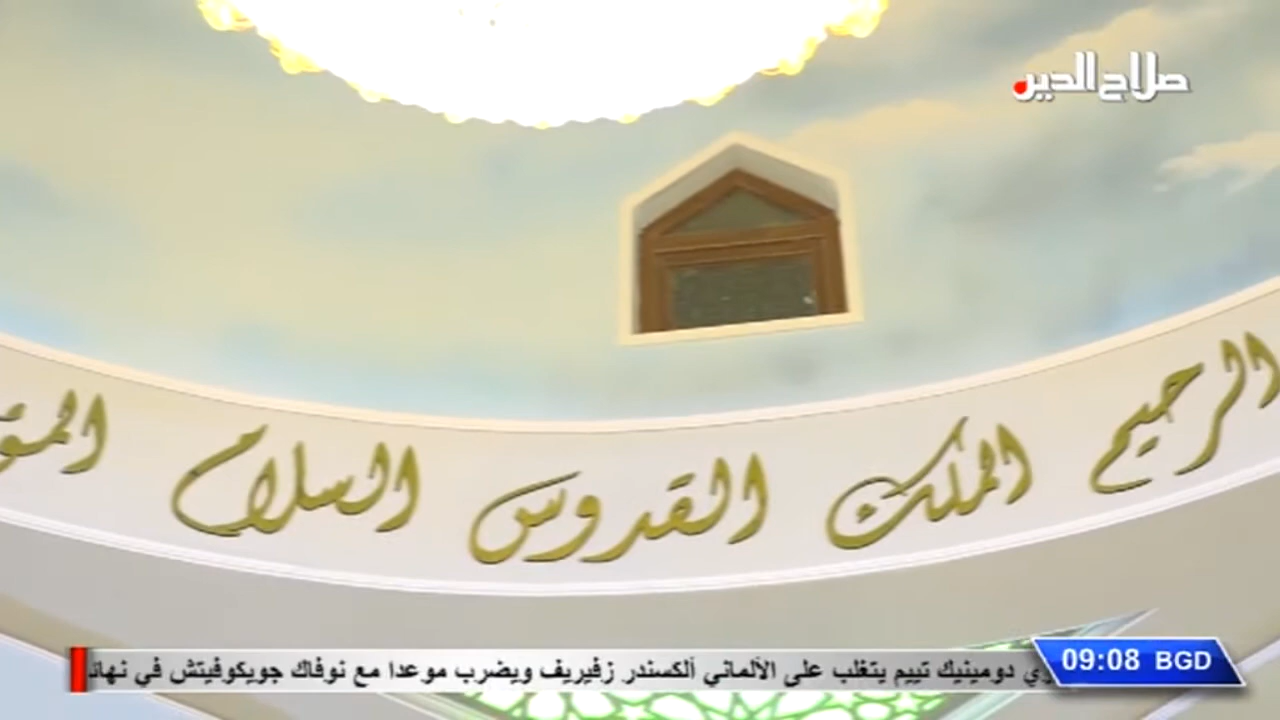 صلاح الدين
الرحيم الملك القدوس السلام
دومينيك تييم يتغلب على الألماني ألكسندر زفيريف ويضرب موعدا مع نوفاك جويكوفيتش في
09:08 BGD